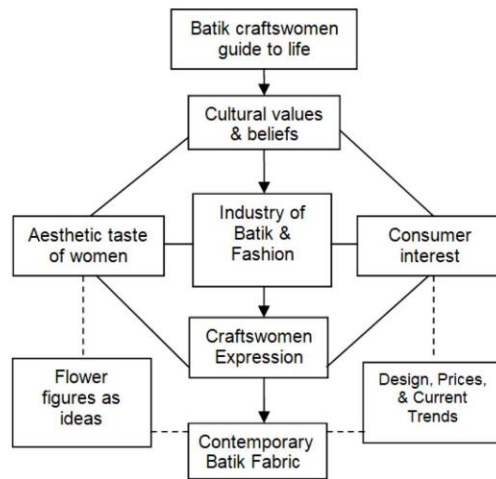 Batik craftswomen
guide to life
Cultural values
& beliefs
Aesthetic taste
of women
Industry of
Batik &
Fashion
Consumer
interest
Craftswomen
Expression
Flower
figures as
ideas
Design, Prices,
& Current
Trends
Contemporary
Batik Fabric